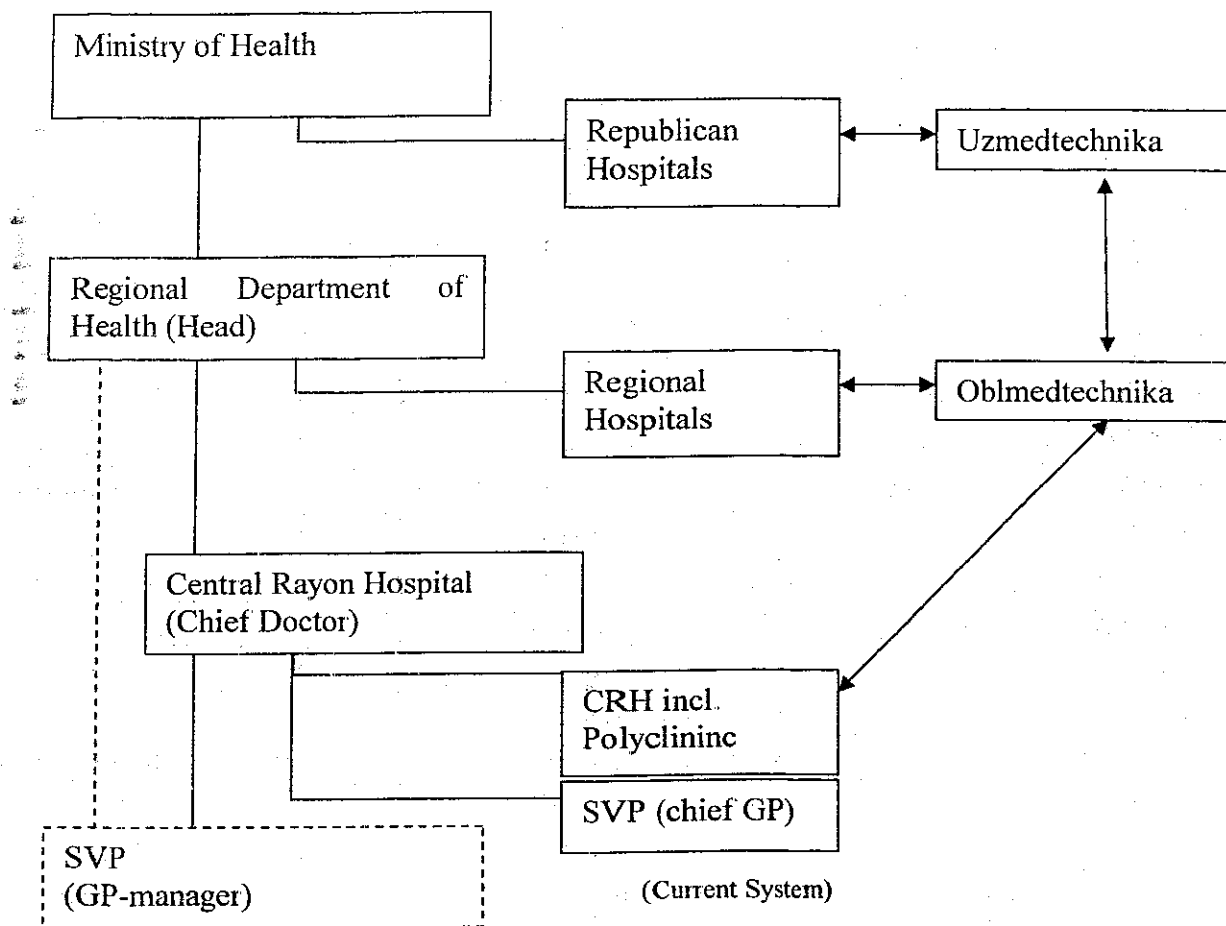 Ministry of Health
Republican
Hospitals
Uzmedtechnika
Regional Department of
Health (Head)
Regional
Hospitals
Oblmedtechnika
Central Rayon Hospital
(Chief Doctor)
CRH incl.
Polyclininc
SVP (chief GP)
SVP
(GP-manager)
(Current System)